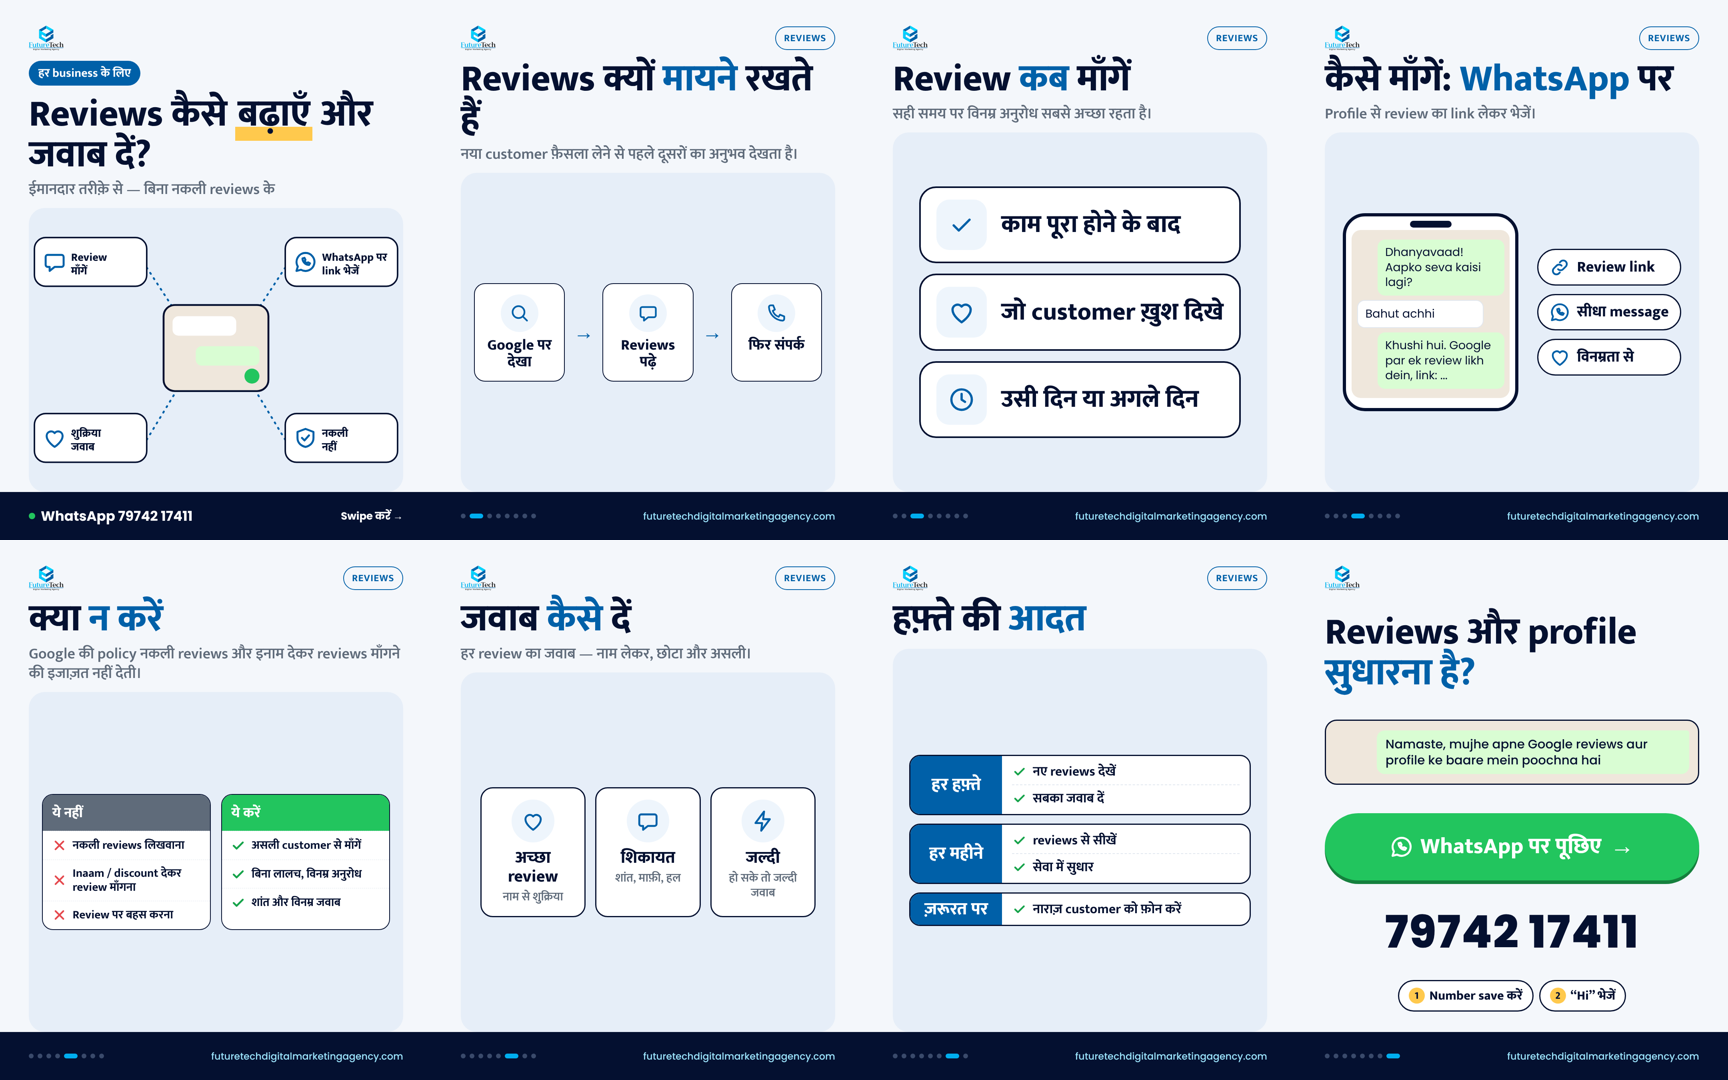 FutureTech
हर business के लिए
Reviews कैसे बढ़ाएँ और
जवाब दें?
ईमानदार तरीक़े से — बिना नकली reviews के
Review
माँगें
WhatsApp पर
link भेजें
शुक्रिया
जवाब
नकली
नहीं
WhatsApp 79742 17411
Swipe करें →
FutureTech
REVIEWS
Reviews क्यों मायने रखते
हैं
नया customer फ़ैसला लेने से पहले दूसरों का अनुभव देखता है।
Google पर
देखा
→
Reviews
पढ़े
→
फिर संपर्क
futuretechdigitalmarketingagency.com
FutureTech
REVIEWS
Review कब माँगें
सही समय पर विनम्र अनुरोध सबसे अच्छा रहता है।
काम पूरा होने के बाद
जो customer ख़ुश दिखे
उसी दिन या अगले दिन
futuretechdigitalmarketingagency.com
FutureTech
REVIEWS
कैसे माँगें: WhatsApp पर
Profile से review का link लेकर भेजें।
Dhanyavaad!
Aapko seva kaisi
lagi?
Bahut achhi
Khushi hui. Google
par ek review likh
dein, link: ...
Review link
सीधा message
विनम्रता से
futuretechdigitalmarketingagency.com
FutureTech
REVIEWS
क्या न करें
Google की policy नकली reviews और इनाम देकर reviews माँगने
की इजाज़त नहीं देती।
ये नहीं
नकली reviews लिखवाना
Inaam / discount देकर
review माँगना
Review पर बहस करना
ये करें
असली customer से माँगें
बिना लालच, विनम्र अनुरोध
शांत और विनम्र जवाब
futuretechdigitalmarketingagency.com
FutureTech
REVIEWS
जवाब कैसे दें
हर review का जवाब — नाम लेकर, छोटा और असली।
अच्छा
review
नाम से शुक्रिया
शिकायत
शांत, माफ़ी, हल
जल्दी
हो सके तो जल्दी
जवाब
futuretechdigitalmarketingagency.com
FutureTech
REVIEWS
हफ़्ते की आदत
हर हफ़्ते
नए reviews देखें
सबका जवाब दें
हर महीने
reviews से सीखें
सेवा में सुधार
ज़रूरत पर
नाराज़ customer को फ़ोन करें
futuretechdigitalmarketingagency.com
FutureTech
Reviews और profile
सुधारना है?
Namaste, mujhe apne Google reviews aur
profile ke baare mein poochna hai
WhatsApp पर पूछिए →
79742 17411
1 Number save करें
2 “Hi” भेजें
futuretechdigitalmarketingagency.com